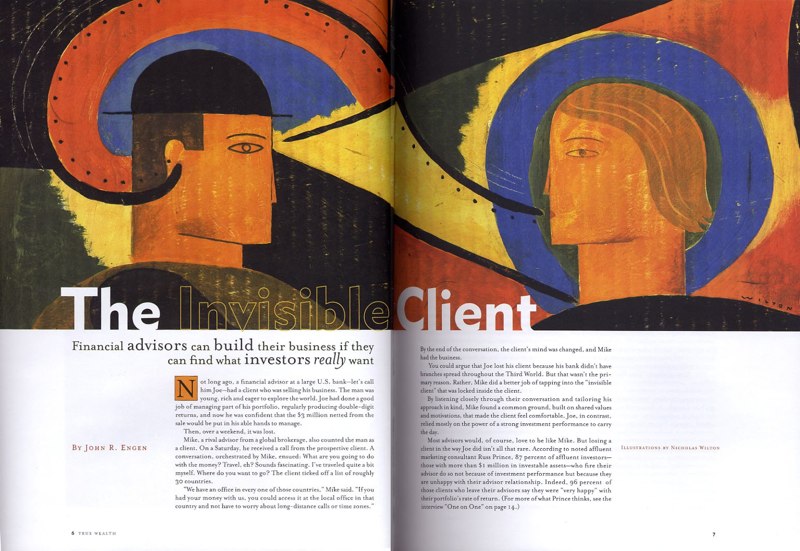 WILTON
The Invisible Client
Financial advisors can build their business if they
can find what investors really want
By John R. Engen
Not long ago, a financial advisor at a large U.S. bank—let's call
him Joe—had a client who was selling his business. The man was
young, rich and eager to explore the world. Joe had done a good
job of managing part of his portfolio, regularly producing double-digit
returns, and now he was confident that the $3 million netted from the
sale would be put in his able hands to manage.
Then, over a weekend, it was lost.
Mike, a rival advisor from a global brokerage, also counted the man as
a client. On a Saturday, he received a call from the prospective client. A
conversation, orchestrated by Mike, ensued: What are you going to do
with the money? Travel, eh? Sounds fascinating. I've traveled quite a bit
myself. Where do you want to go? The client ticked off a list of roughly
30 countries.
"We have an office in every one of those countries," Mike said. "If you
had your money with us, you could access it at the local office in that
country and not have to worry about long-distance calls or time zones."
By the end of the conversation, the client's mind was changed, and Mike
had the business.
You could argue that Joe lost his client because his bank didn't have
branches spread throughout the Third World. But that wasn't the pri-
mary reason. Rather, Mike did a better job of tapping into the "invisible
client" that was locked inside the client.
By listening closely through their conversation and tailoring his
approach in kind, Mike found a common ground, built on shared values
and motivations, that made the client feel comfortable. Joe, in contrast,
relied mostly on the power of a strong investment performance to carry
the day.
Most advisors would, of course, love to be like Mike. But losing a
client in the way Joe did isn't all that rare. According to noted affluent
marketing consultant Russ Prince, 87 percent of affluent investors—
those with more than $1 million in investable assets—who fire their
advisor do so not because of investment performance but because they
are unhappy with their advisor relationship. Indeed, 96 percent of
those clients who leave their advisors say they were "very happy" with
their portfolio's rate of return. (For more of what Prince thinks, see the
interview "One on One" on page 14.)
Illustrations by Nicholas Wilton
6 TRUE WEALTH
7